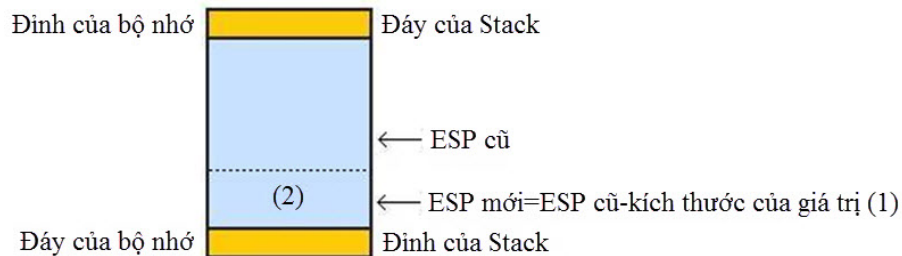 Đỉnh của bộ nhớ
Đáy của Stack
ESP cũ
(2)
ESP mới=ESP cũ-kích thước của giá trị (1)
Đáy của bộ nhớ
Đỉnh của Stack